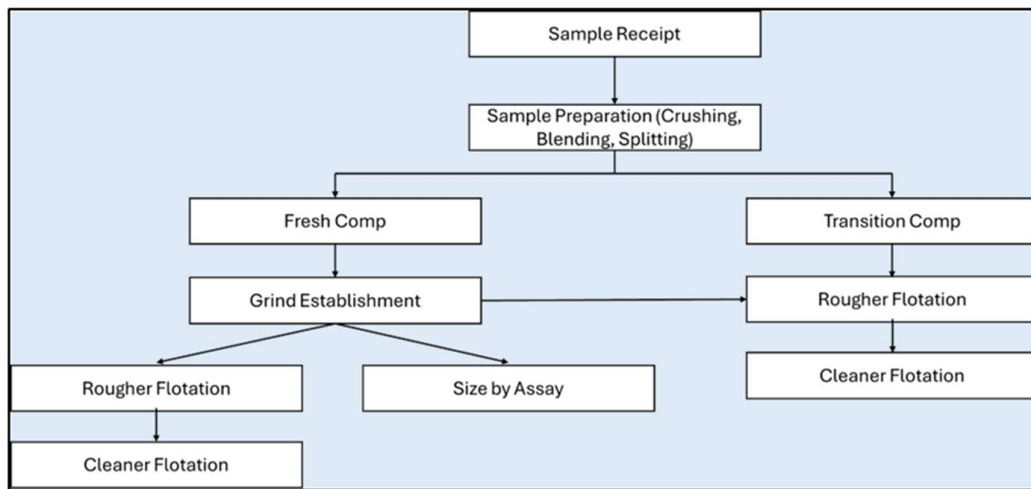 Sample Receipt
Sample Preparation (Crushing,
Blending, Splitting)
Fresh Comp
Transition Comp
Grind Establishment
Rougher Flotation
Rougher Flotation
Size by Assay
Cleaner Flotation
Cleaner Flotation